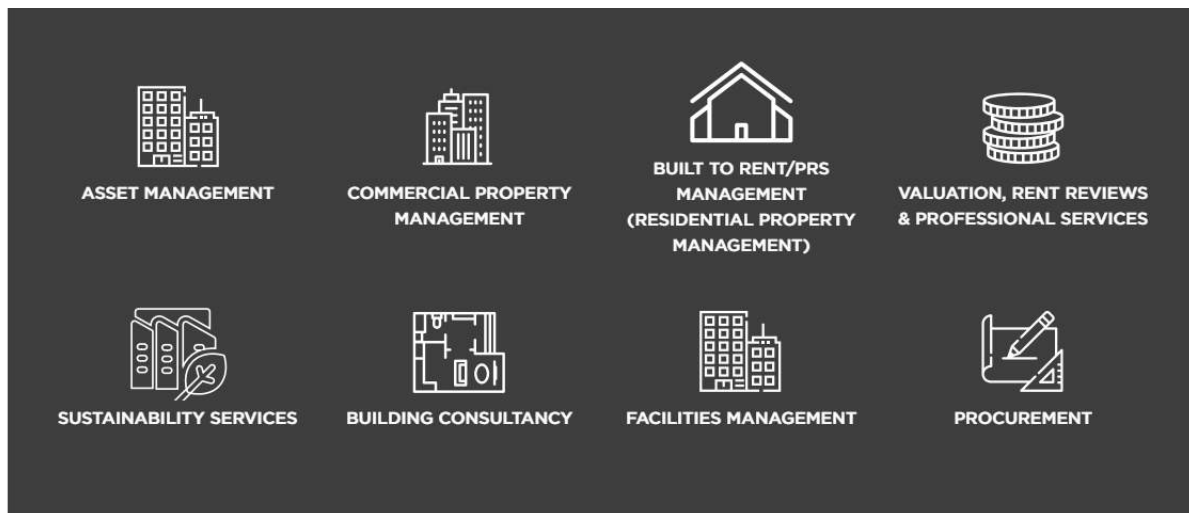 ASSET MANAGEMENT
COMMERCIAL PROPERTY
MANAGEMENT
BUILT TO RENT/PRS
MANAGEMENT
(RESIDENTIAL PROPERTY
MANAGEMENT)
VALUATION, RENT REVIEWS
& PROFESSIONAL SERVICES
SUSTAINABILITY SERVICES
BUILDING CONSULTANCY
FACILITIES MANAGEMENT
PROCUREMENT